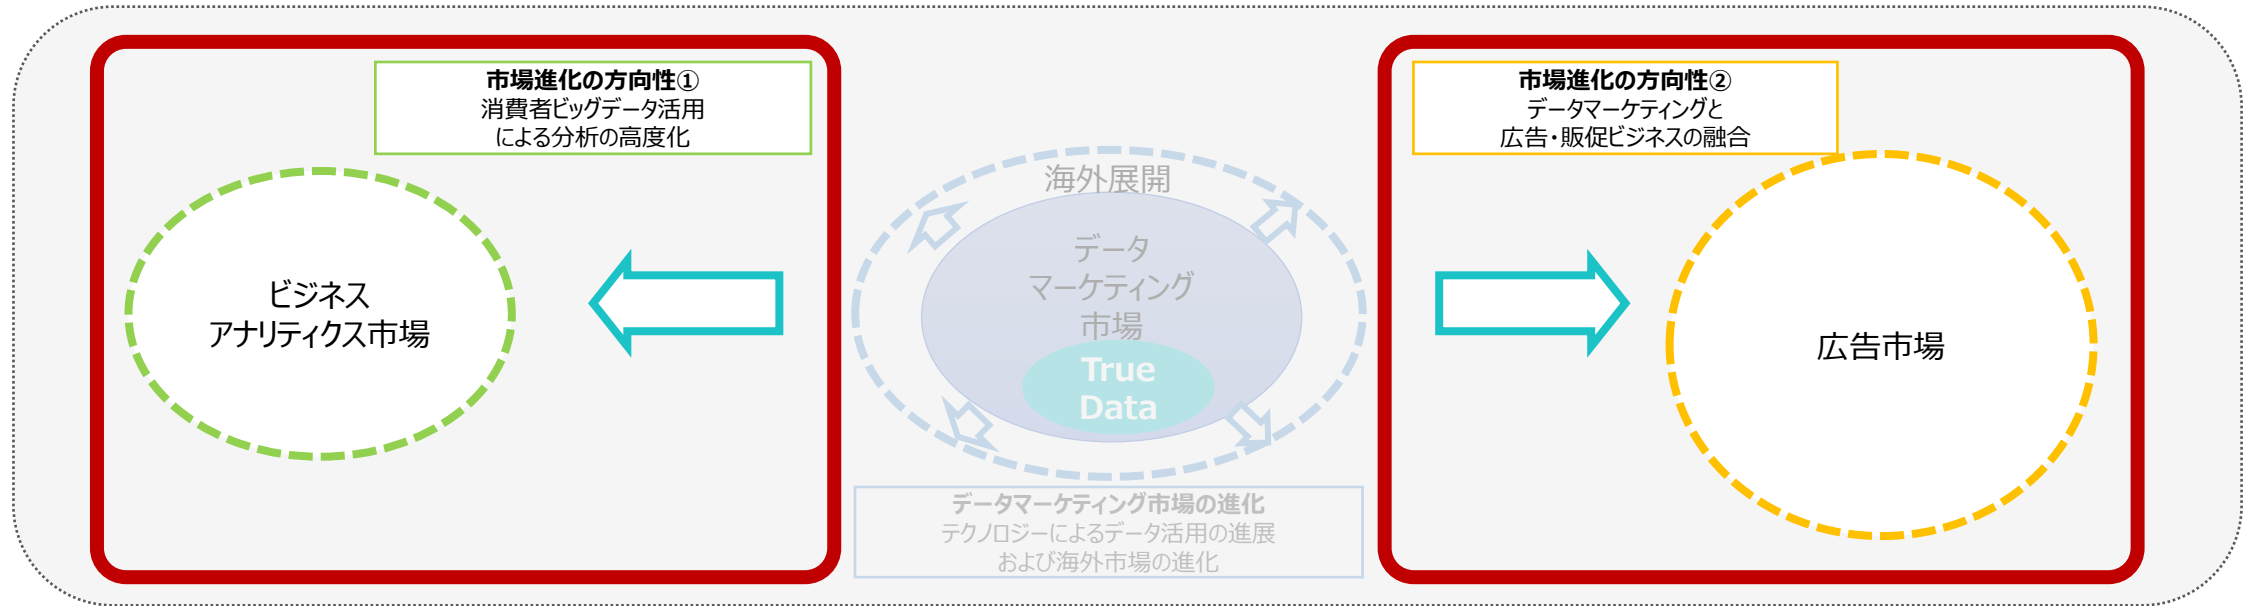 市場進化の方向性①
消費者ビッグデータ活用
による分析の高度化
ビジネス
アナリティクス市場
海外展開
データ
マーケティング
市場
True
Data
データマーケティング市場の進化
テクノロジーによるデータ活用の進展
および海外市場の進化
市場進化の方向性②
データマーケティングと
広告・販促ビジネスの融合
広告市場